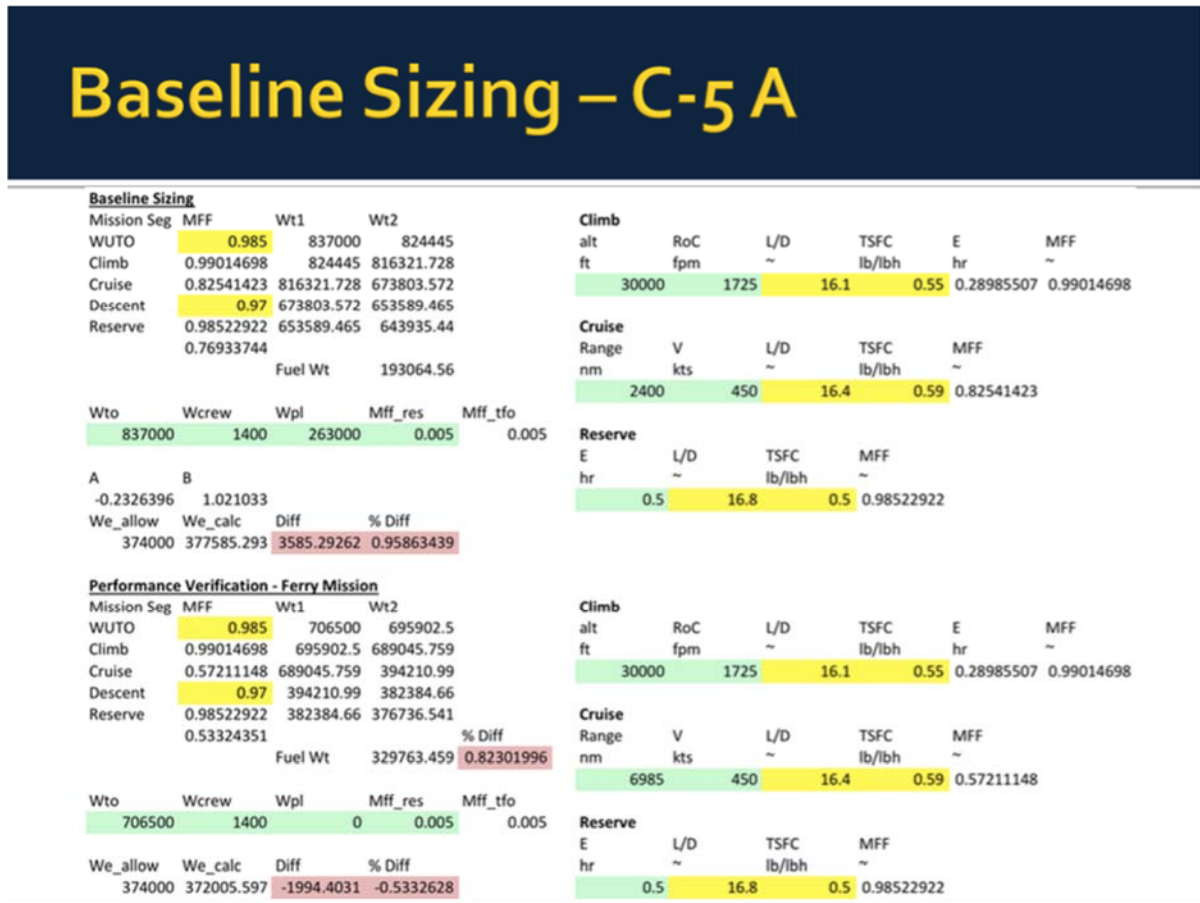 Baseline Sizing – C-5 A
Baseline Sizing
Mission Seg MFF Wt1 Wt2
WUTO 0.985 837000 824445
Climb 0.99014698 824445 816321.728
Cruise 0.82541423 816321.728 673803.572
Descent 0.97 673803.572 653589.465
Reserve 0.98522922 653589.465 643935.44
0.76933744
Fuel Wt 193064.56
Wto Wcrew Wpl Mff_res Mff_tfo
837000 1400 263000 0.005 0.005
A B
-0.2326396 1.021033
We_allow We_calc Diff % Diff
374000 377585.293 3585.29262 0.95863439
Climb
alt RoC L/D TSFC E MFF
ft fpm ~ lb/lbh hr ~
30000 1725 16.1 0.55 0.28985507 0.99014698
Cruise
Range V L/D TSFC MFF
nm kts ~ lb/lbh ~
2400 450 16.4 0.59 0.82541423
Reserve
E L/D TSFC MFF
hr ~ lb/lbh ~
0.5 16.8 0.5 0.98522922
Performance Verification - Ferry Mission
Mission Seg MFF Wt1 Wt2
WUTO 0.985 706500 695902.5
Climb 0.99014698 695902.5 689045.759
Cruise 0.57211148 689045.759 394210.99
Descent 0.97 394210.99 382384.66
Reserve 0.98522922 382384.66 376736.541
0.53324351 % Diff
Fuel Wt 329763.459 0.82301996
Wto Wcrew Wpl Mff_res Mff_tfo
706500 1400 0 0.005 0.005
We_allow We_calc Diff % Diff
374000 372005.597 -1994.4031 -0.5332628
Climb
alt RoC L/D TSFC E MFF
ft fpm ~ lb/lbh hr ~
30000 1725 16.1 0.55 0.28985507 0.99014698
Cruise
Range V L/D TSFC MFF
nm kts ~ lb/lbh ~
6985 450 16.4 0.59 0.57211148
Reserve
E L/D TSFC MFF
hr ~ lb/lbh ~
0.5 16.8 0.5 0.98522922